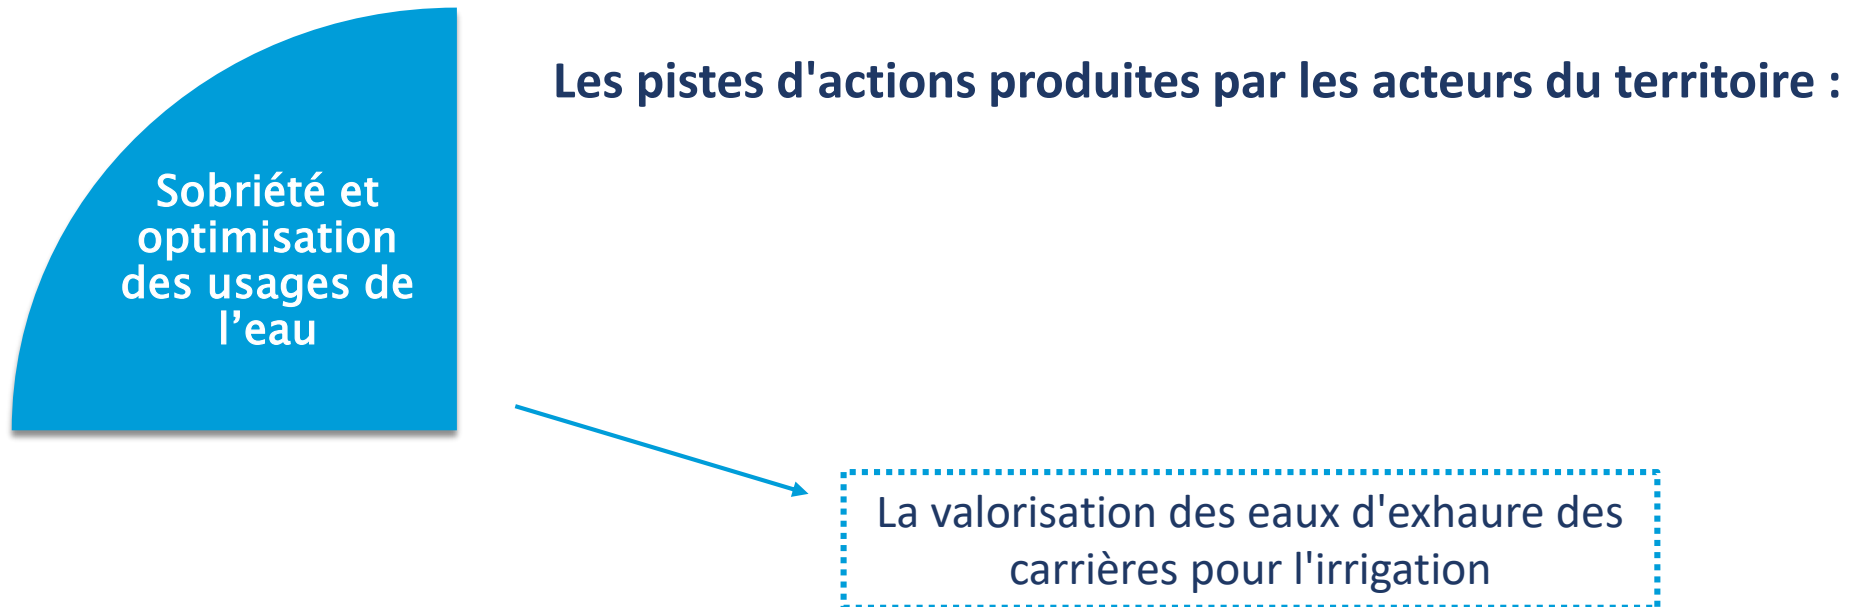 Les pistes d'actions produites par les acteurs du territoire :
Sobriété et
optimisation
des usages de
l’eau
La valorisation des eaux d'exhaure des
carrières pour l'irrigation